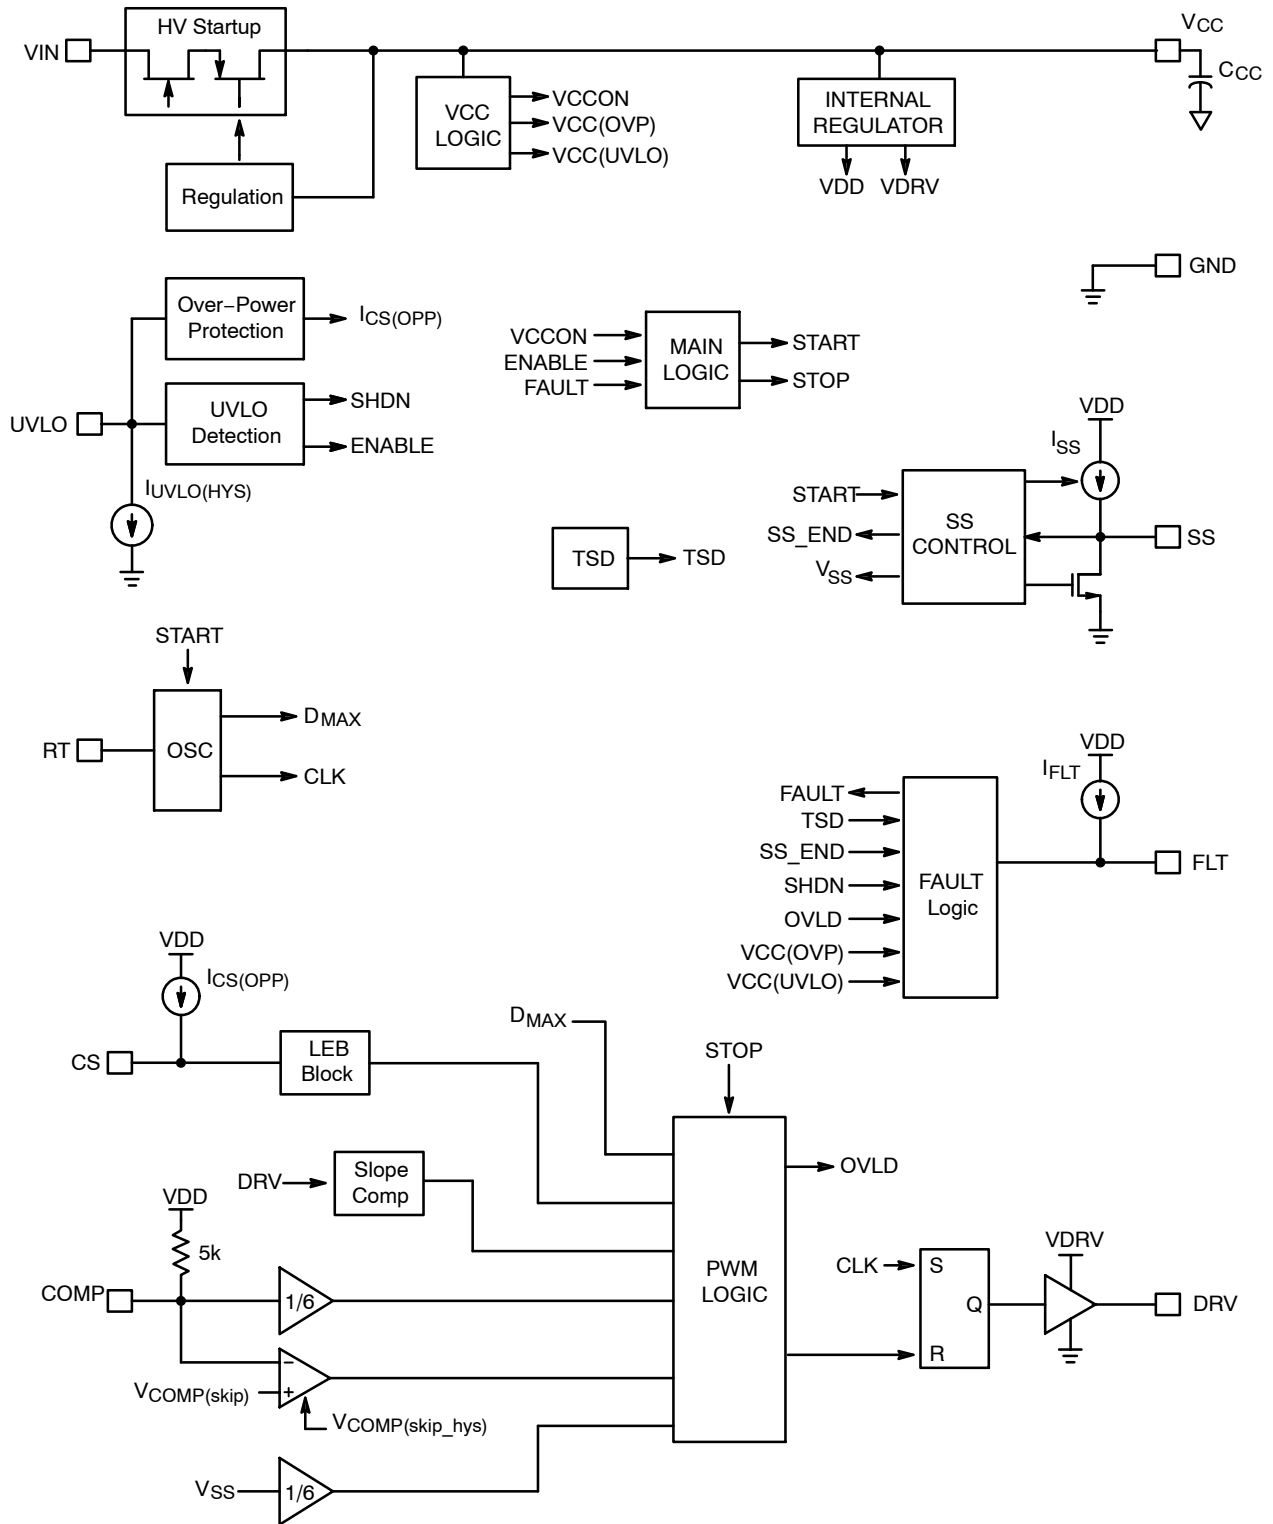 HV Startup
VIN
VCC
CCC
VCC
LOGIC
VCCON
VCC(OVP)
VCC(UVLO)
INTERNAL
REGULATOR
VDD
VDRV
Regulation
GND
Over−Power
Protection
ICS(OPP)
VCCON
ENABLE
FAULT
MAIN
LOGIC
START
STOP
UVLO
UVLO
Detection
SHDN
ENABLE
IUVLO(HYS)
VDD
ISS
START
SS_END
VSS
SS
CONTROL
SS
TSD
TSD
START
RT
OSC
DMAX
CLK
VDD
IFLT
FAULT
TSD
SS_END
SHDN
OVLD
VCC(OVP)
VCC(UVLO)
FAULT
Logic
FLT
VDD
ICS(OPP)
CS
LEB
Block
DMAX
STOP
DRV
Slope
Comp
OVLD
VDD
5k
COMP
1/6
PWM
LOGIC
CLK
S
Q
R
VDRV
DRV
−
+
VCOMP(skip)
VCOMP(skip_hys)
VSS
1/6